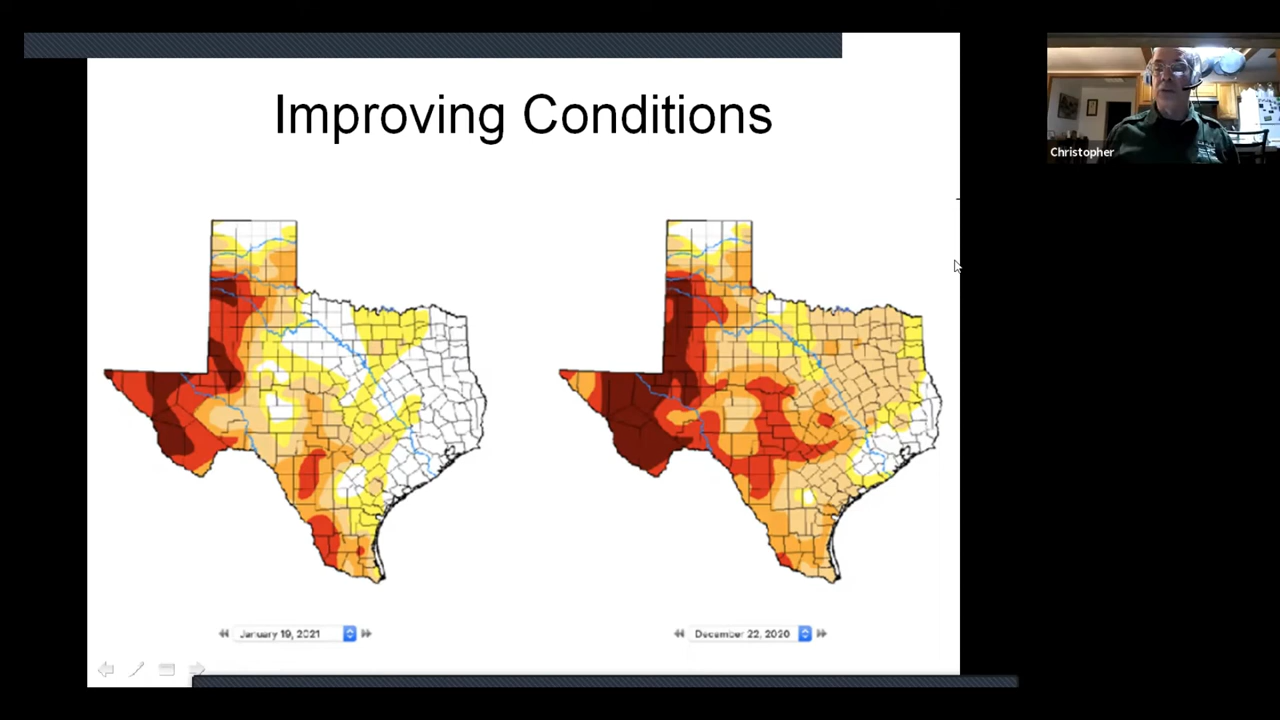 Improving Conditions
Christopher
January 19, 2021
December 22, 2020